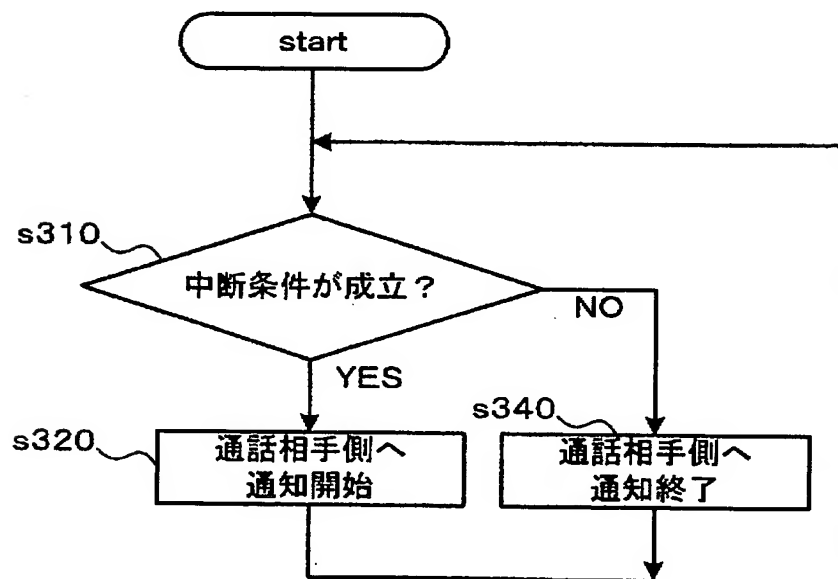 start
s310
中断条件が成立？
NO
YES
s320
通話相手側へ
通知開始
s340
通話相手側へ
通知終了